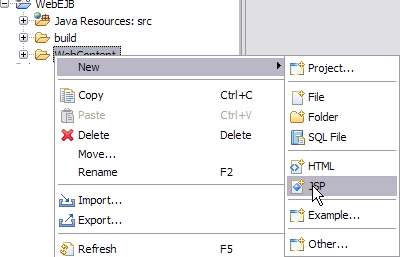 WebEJB
Java Resources: src
build
WebContent
New
Project...
Copy Ctrl+C
File
Paste Ctrl+V
Folder
Delete Delete
SQL File
Move...
Rename F2
HTML
JSP
Import...
Export...
Example...
Refresh F5
Other...